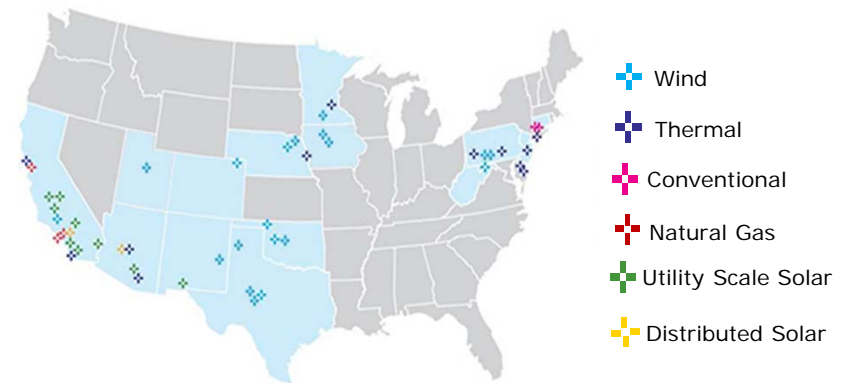 Wind
Thermal
Conventional
Natural Gas
Utility Scale Solar
Distributed Solar